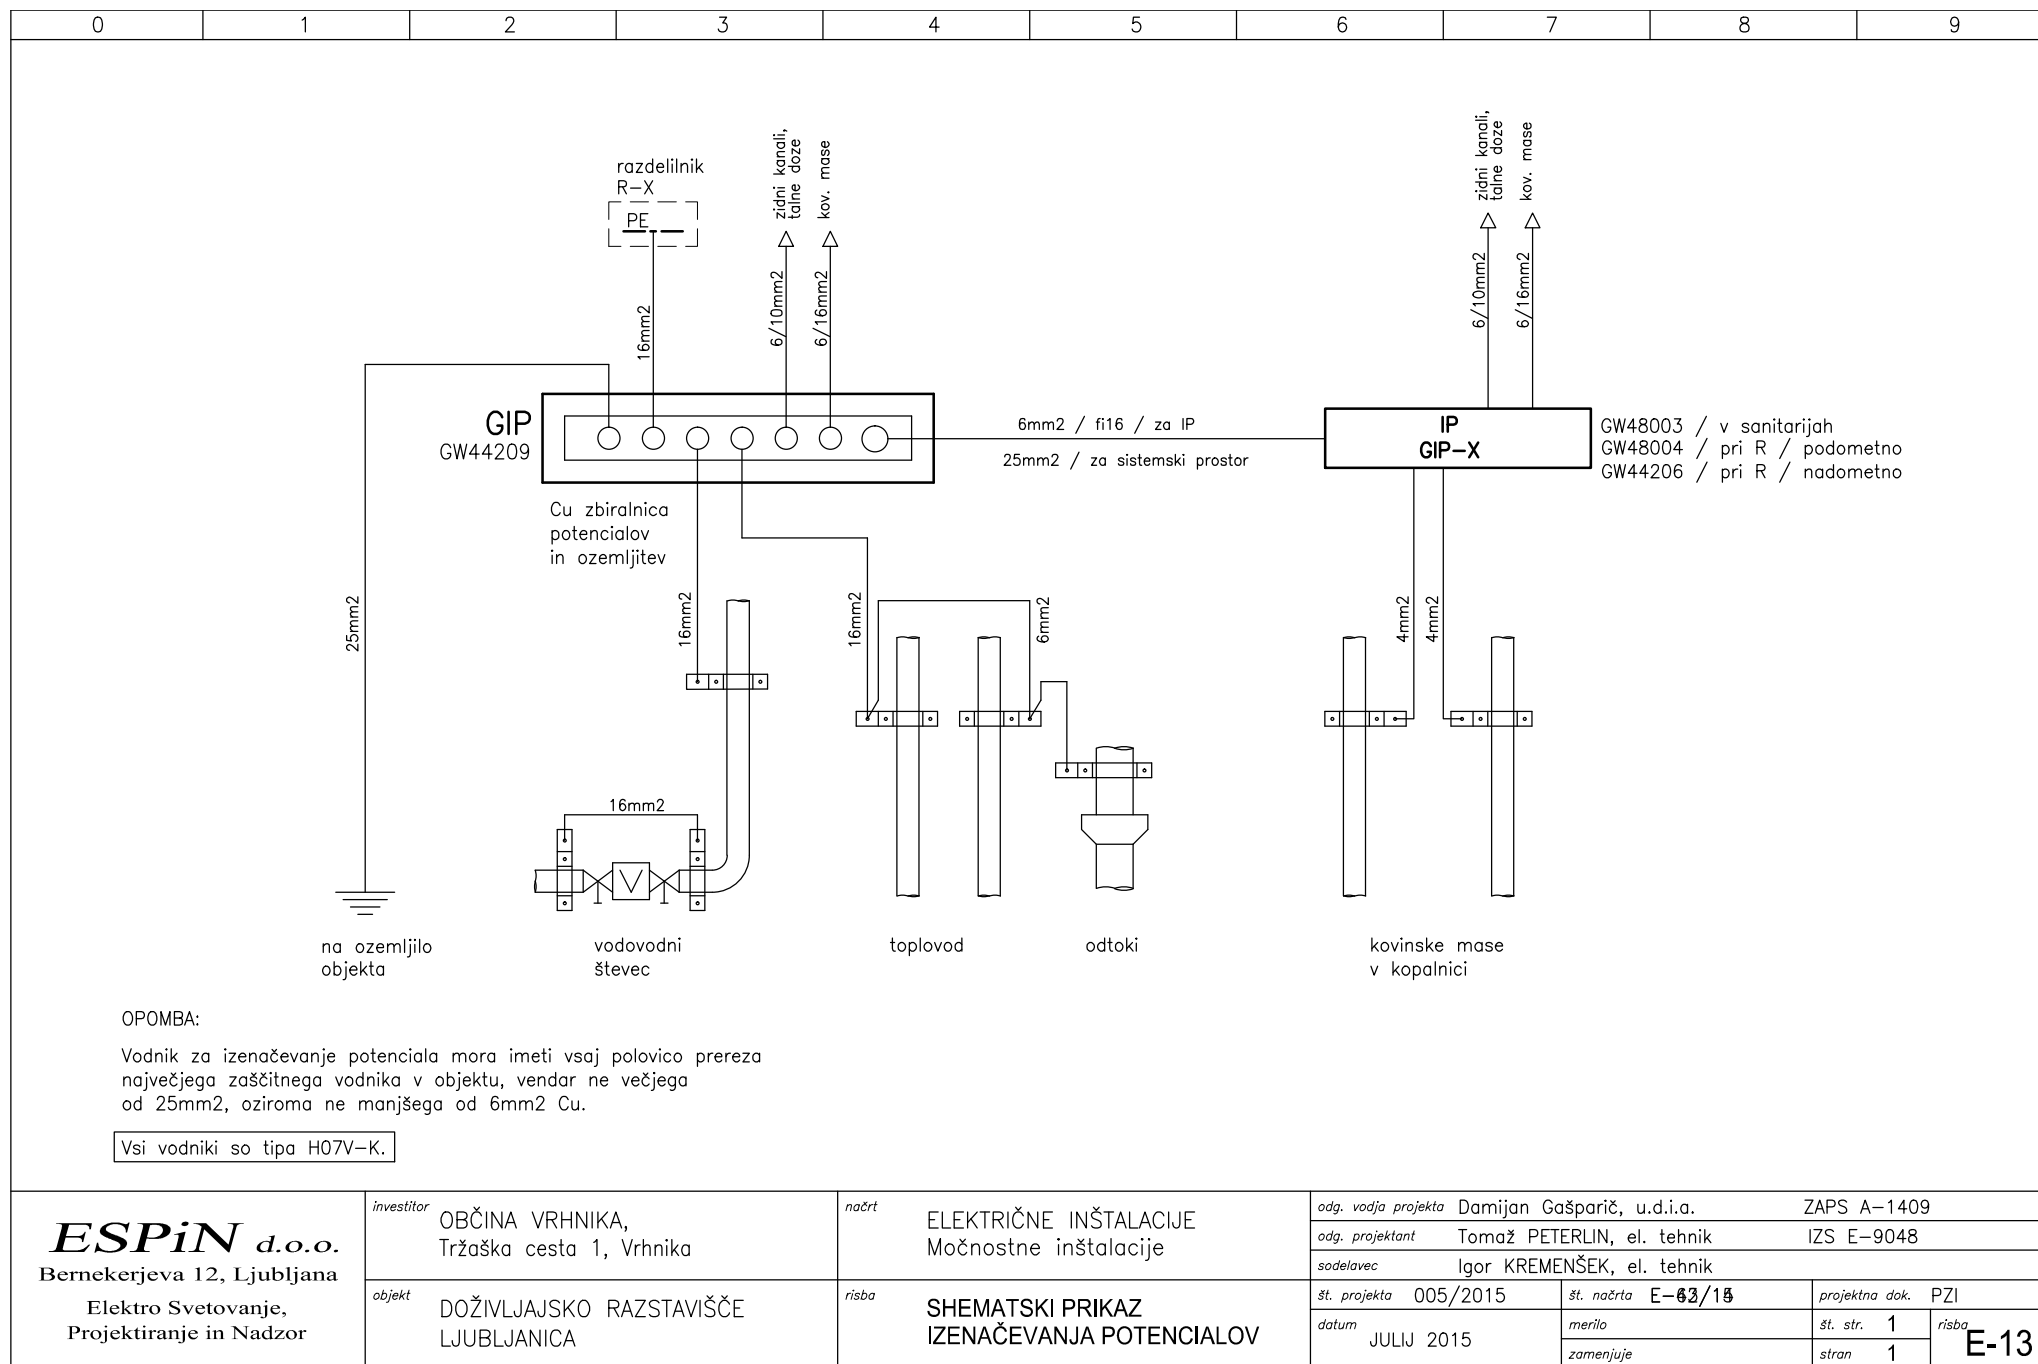 0 1 2 3 4 5 6 7 8 9
razdelilnik
R-X
PE
16mm2
zidni kanali,
talne doze
kov. mase
6/10mm2
6/16mm2
zidni kanali,
talne doze
kov. mase
6/10mm2
6/16mm2
GIP
GW44209
6mm2 / fi16 / za IP
25mm2 / za sistemski prostor
IP
GIP-X
GW48003 / v sanitarijah
GW48004 / pri R / podometno
GW44206 / pri R / nadometno
Cu zbiralnica
potencialov
in ozemljitev
25mm2
16mm2
16mm2
6mm2
4mm2
4mm2
16mm2
V
na ozemljilo
objekta
vodovodni
števec
toplovod
odtoki
kovinske mase
v kopalnici
OPOMBA:
Vodnik za izenačevanje potenciala mora imeti vsaj polovico prereza
največjega zaščitnega vodnika v objektu, vendar ne večjega
od 25mm2, oziroma ne manjšega od 6mm2 Cu.
Vsi vodniki so tipa H07V-K.
ESPiN d.o.o.
Bernekerjeva 12, Ljubljana
Elektro Svetovanje,
Projektiranje in Nadzor
investitor
OBČINA VRHNIKA,
Tržaška cesta 1, Vrhnika
objekt
DOŽIVLJAJSKO RAZSTAVIŠČE
LJUBLJANICA
načrt
ELEKTRIČNE INŠTALACIJE
Močnostne inštalacije
risba
SHEMATSKI PRIKAZ
IZENAČEVANJA POTENCIALOV
odg. vodja projekta Damijan Gašparič, u.d.i.a. ZAPS A-1409
odg. projektant Tomaž PETERLIN, el. tehnik IZS E-9048
sodelavec Igor KREMENŠEK, el. tehnik
št. projekta 005/2015
št. načrta
projektna dok. PZI
datum JULIJ 2015
merilo
zamenjuje
št. str. 1
stran 1
risba E-13